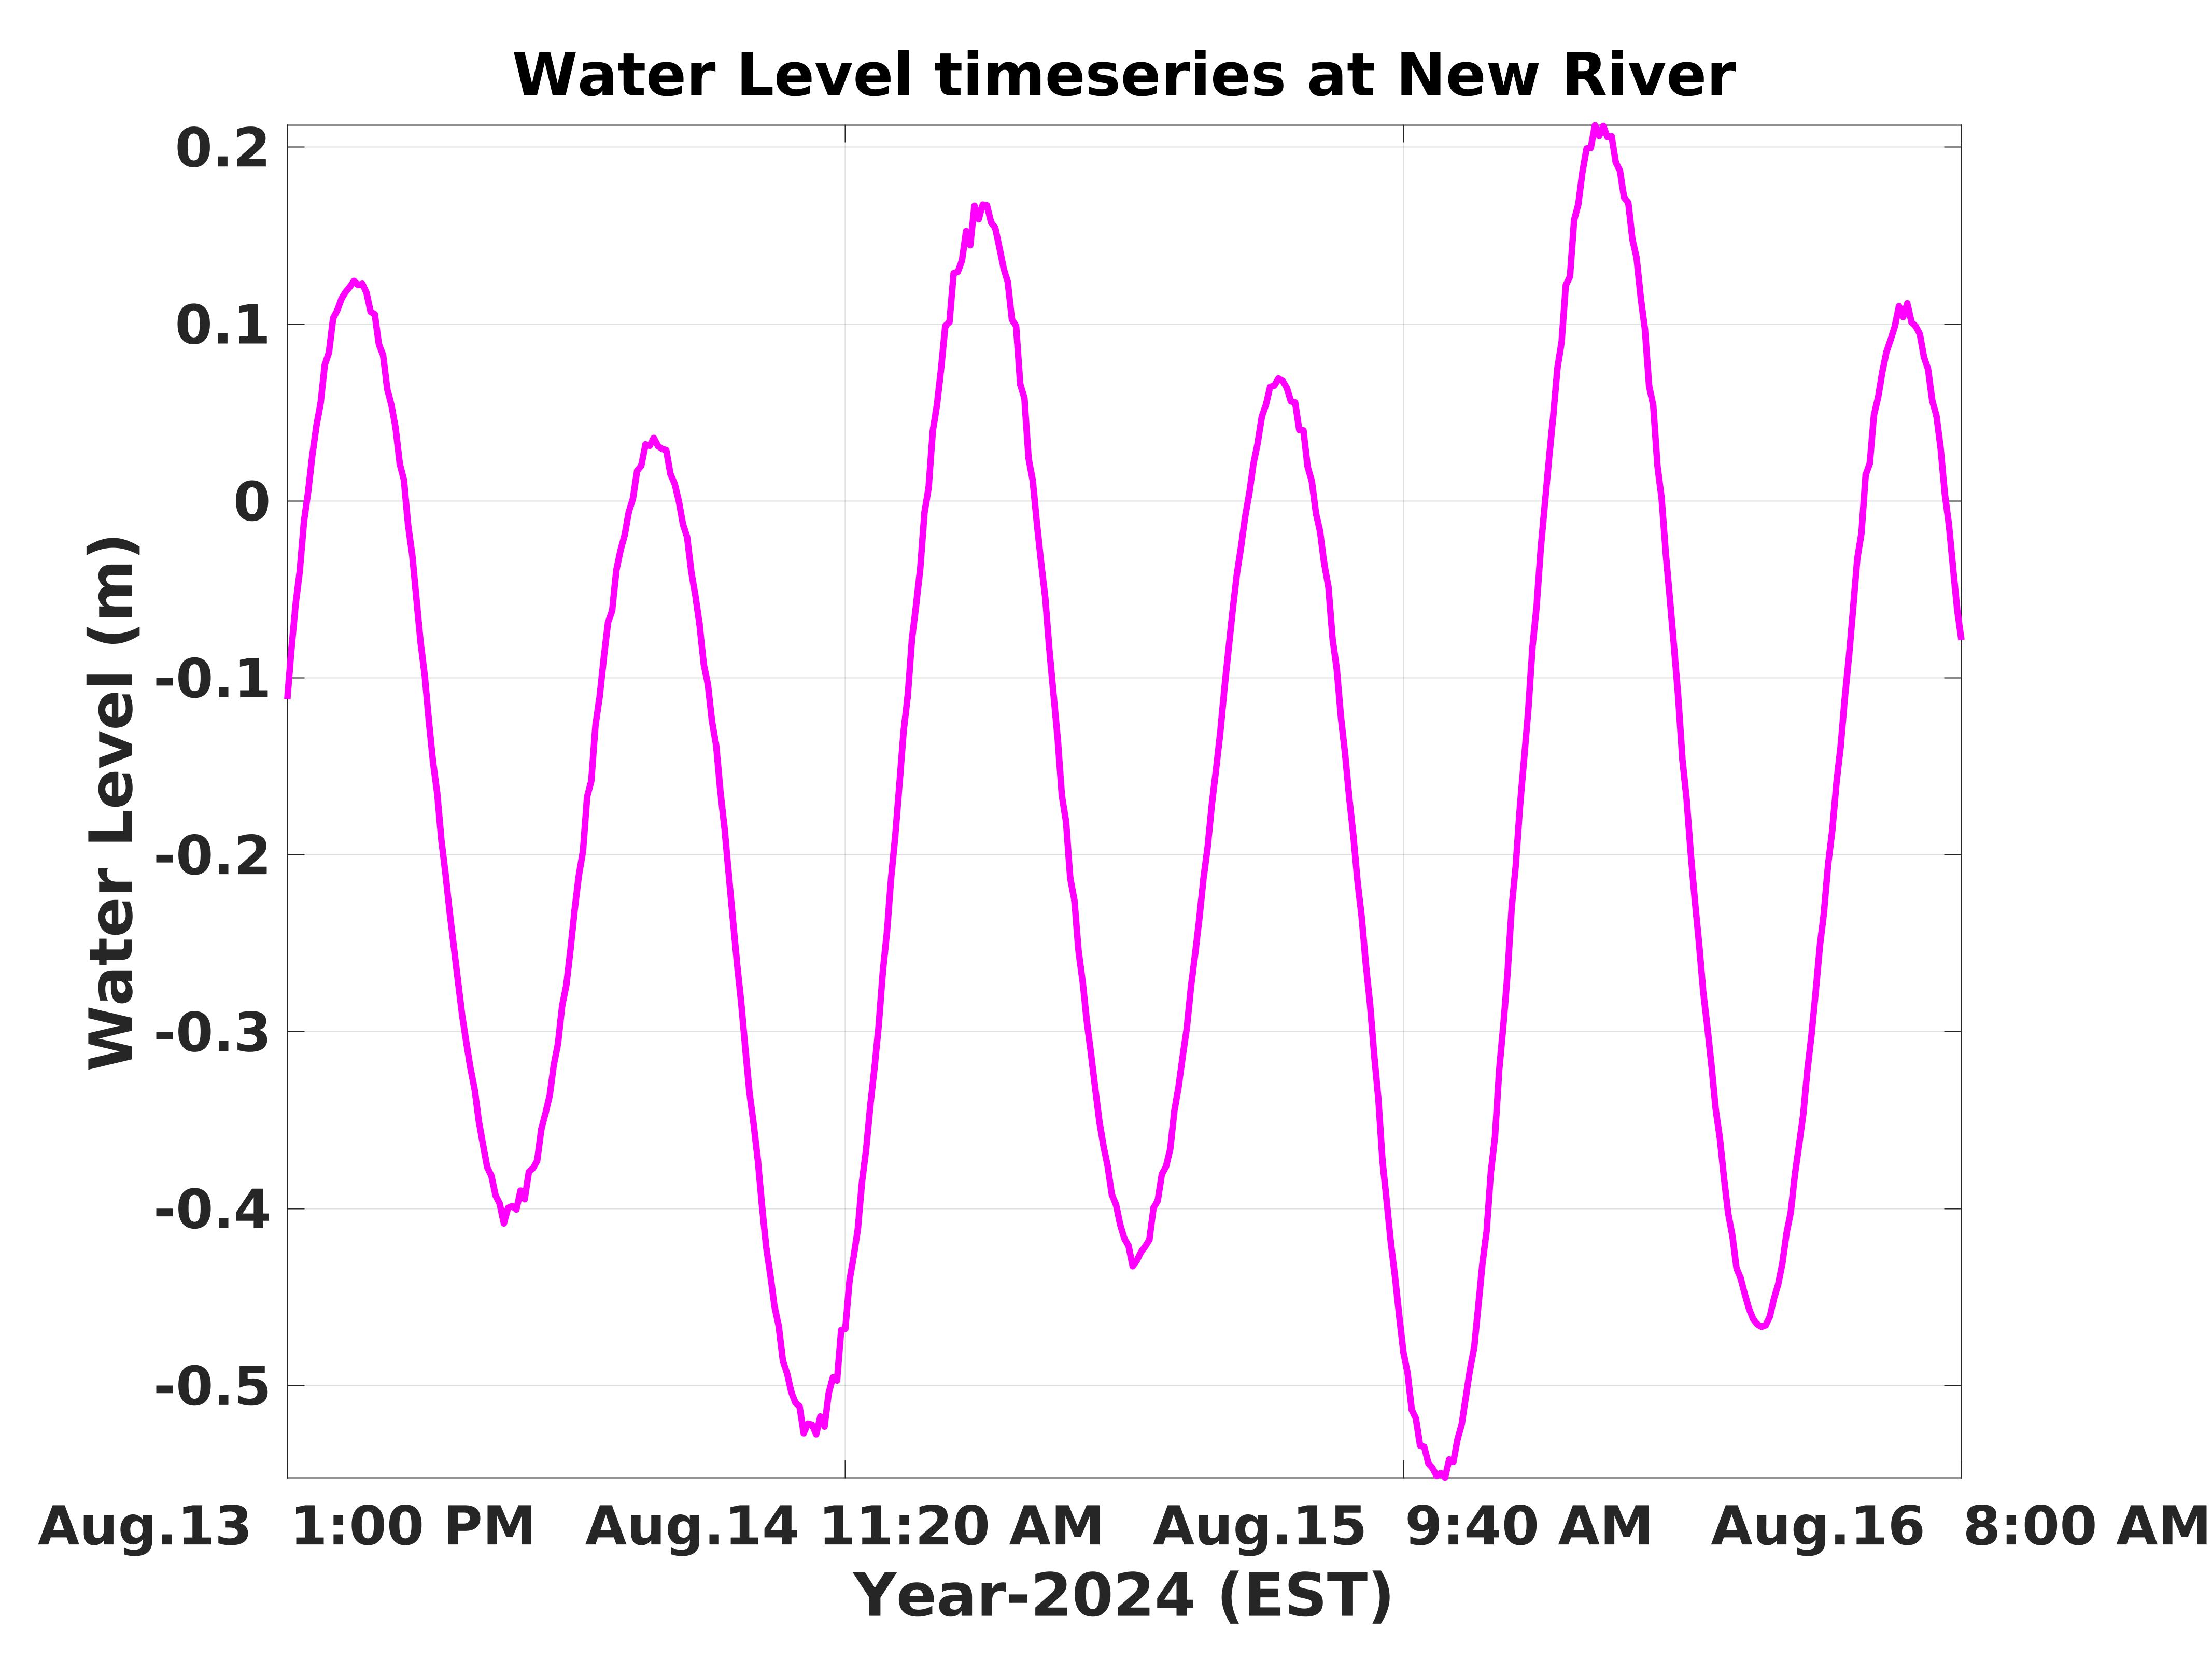 Water Level timeseries at New River
0.2
0.1
0
-0.1
-0.2
-0.3
-0.4
-0.5
Water Level (m)
Aug.13  1:00 PM
Aug.14 11:20 AM
Aug.15  9:40 AM
Aug.16  8:00 AM
Year-2024 (EST)